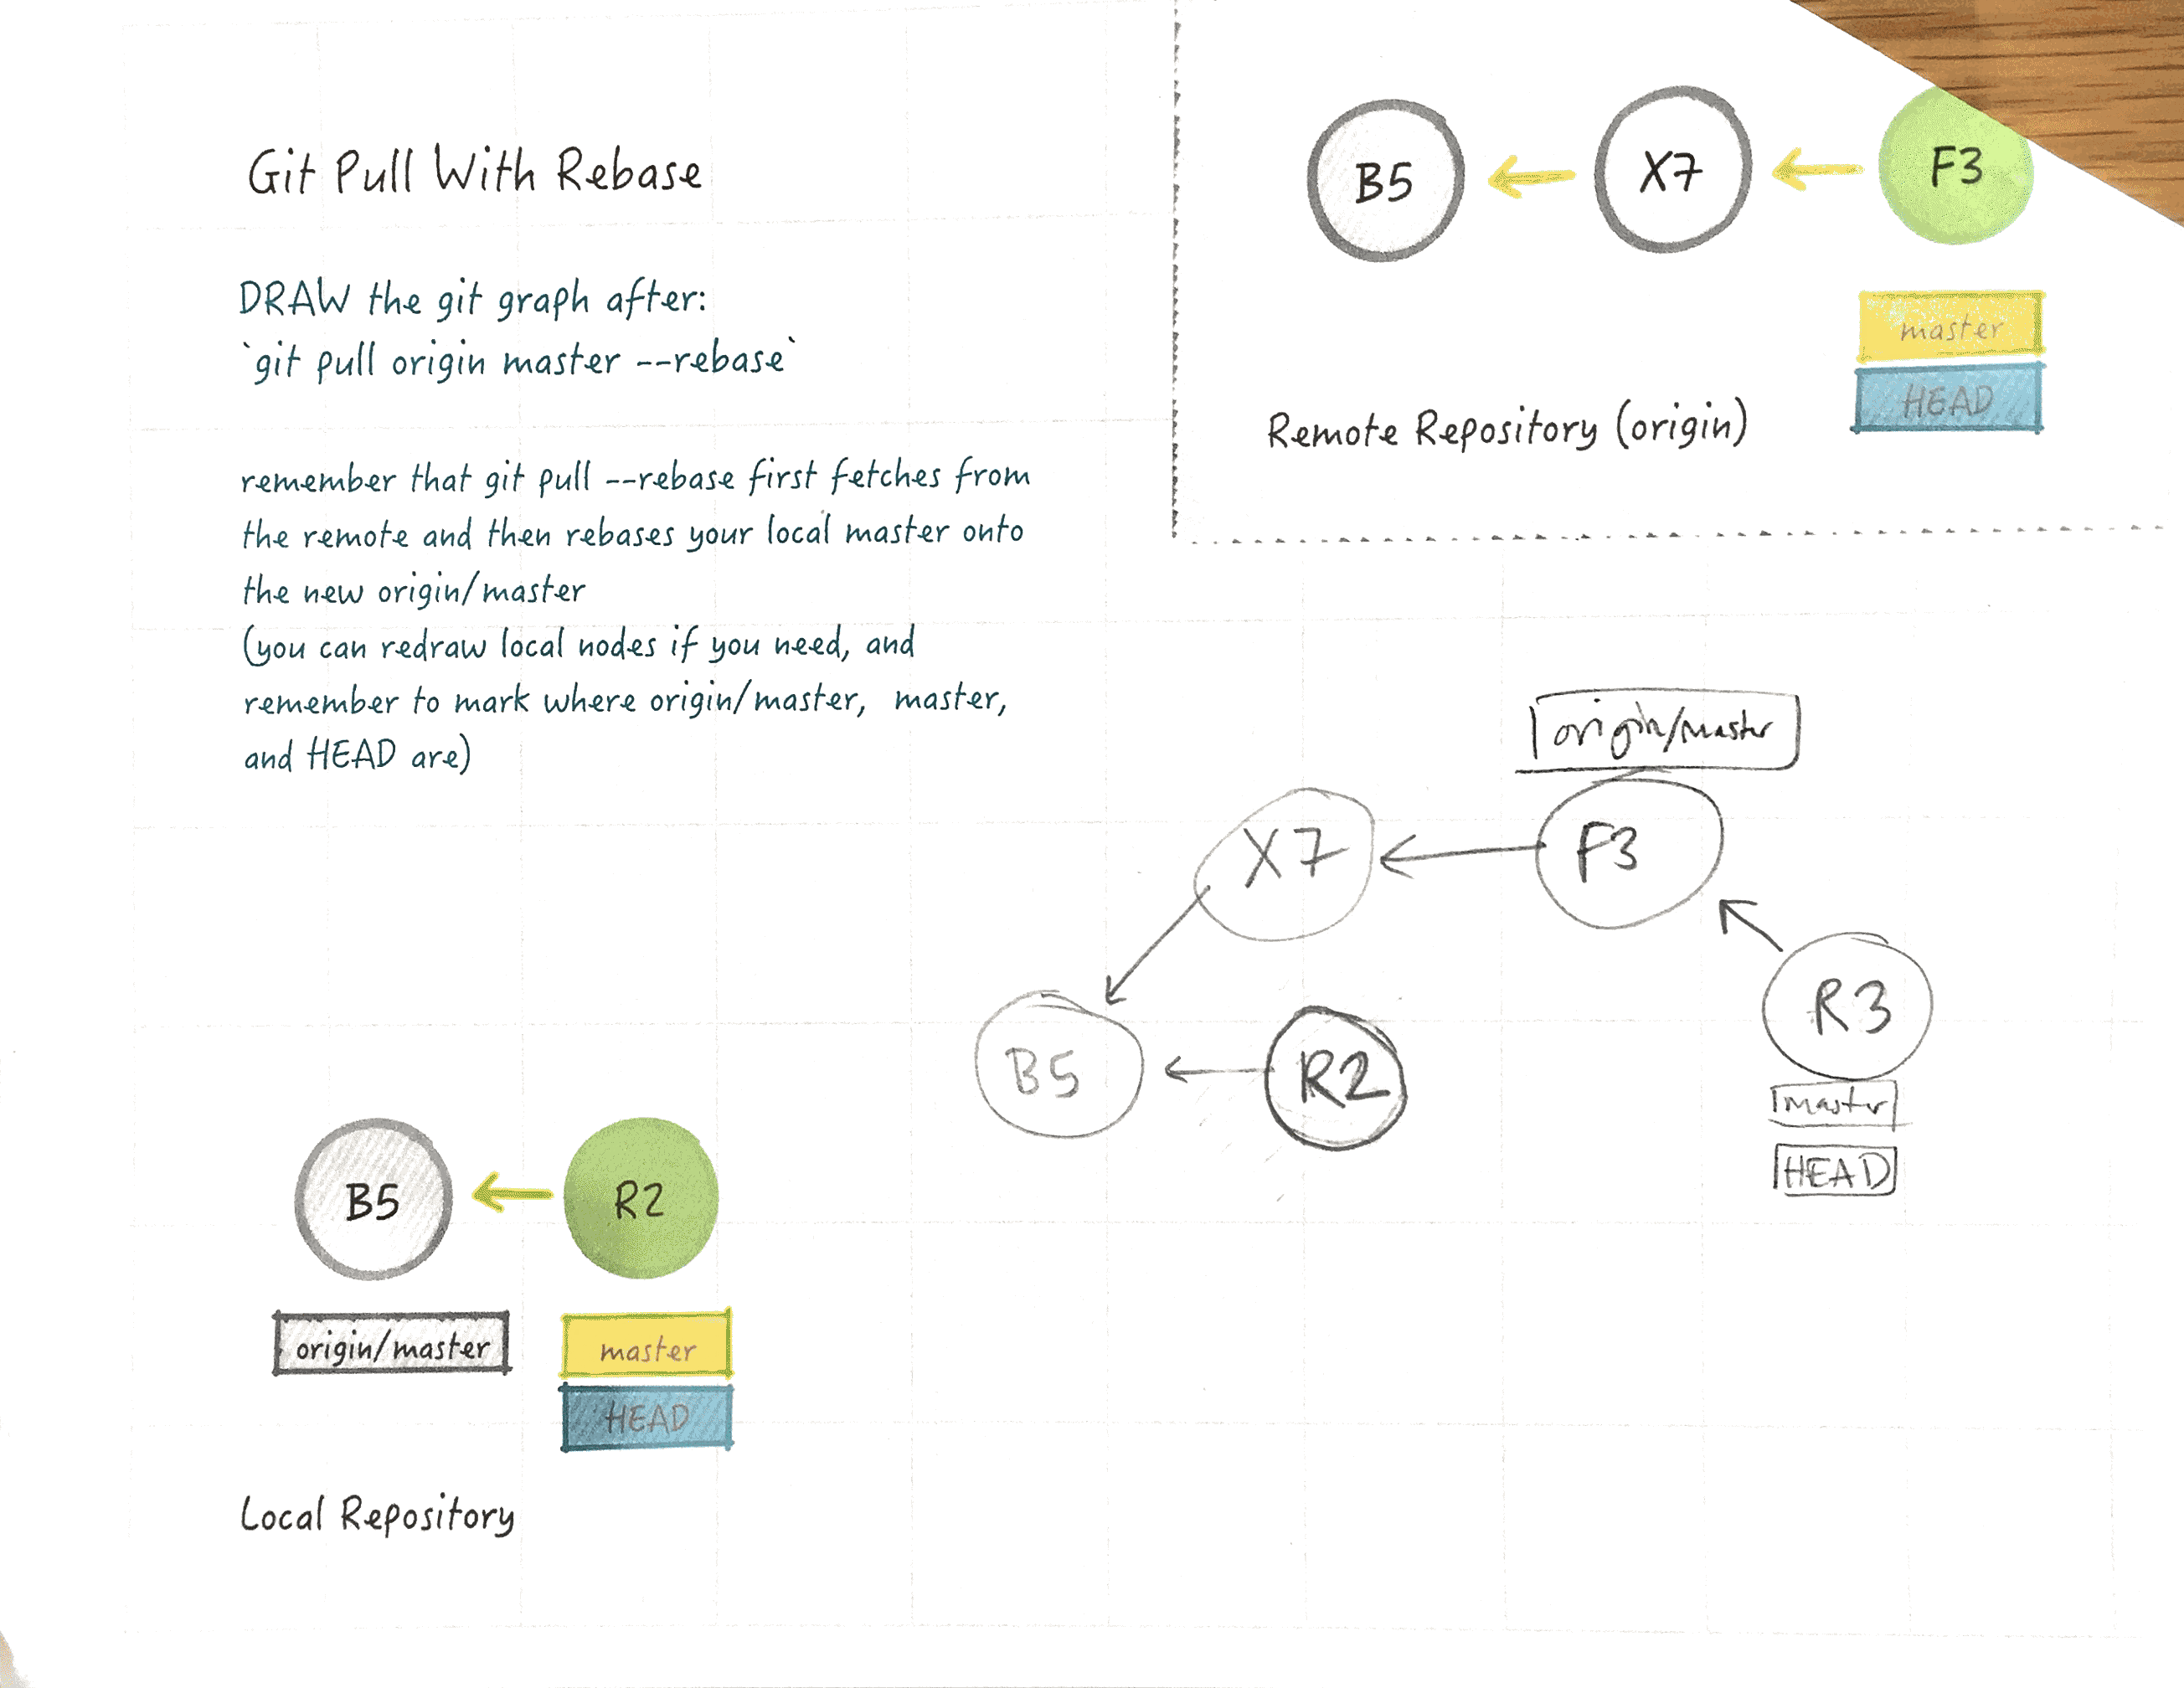 Git Pull With Rebase
DRAW the git graph after:
`git pull origin master --rebase`
remember that git pull --rebase first fetches from
the remote and then rebases your local master onto
the new origin/master
(you can redraw local nodes if you need, and
remember to mark where origin/master, master,
and HEAD are)
B5
X7
F3
master
HEAD
Remote Repository (origin)
origin/master
X7
F3
B5
R2
R3
master
HEAD
B5
R2
origin/master
master
HEAD
Local Repository